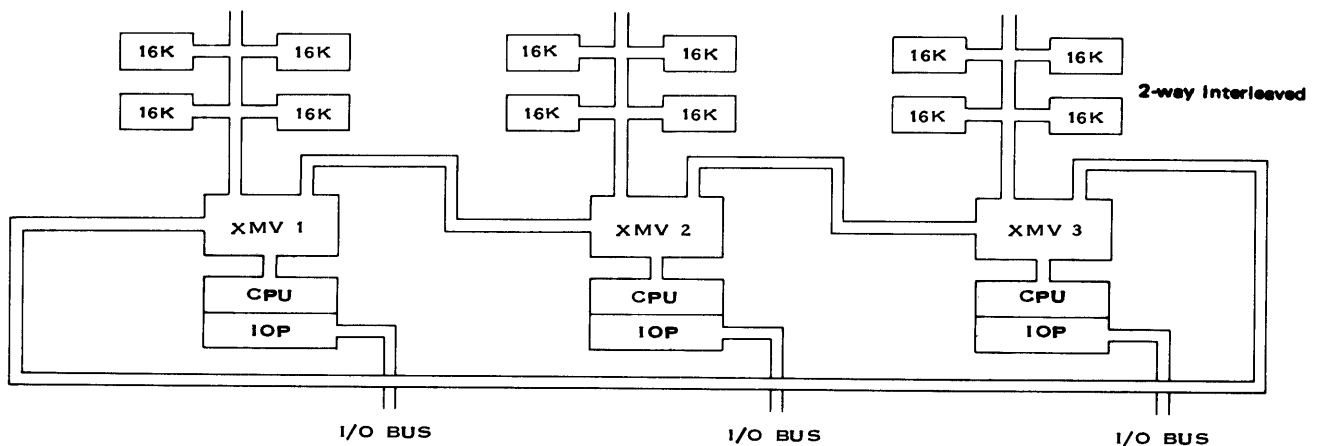 16K 16K 16K 16K 16K 16K
2-way Interleaved
16K 16K 16K 16K 16K 16K
XMV 1 XMV 2 XMV 3
CPU CPU CPU
IOP IOP IOP
I/O BUS I/O BUS I/O BUS